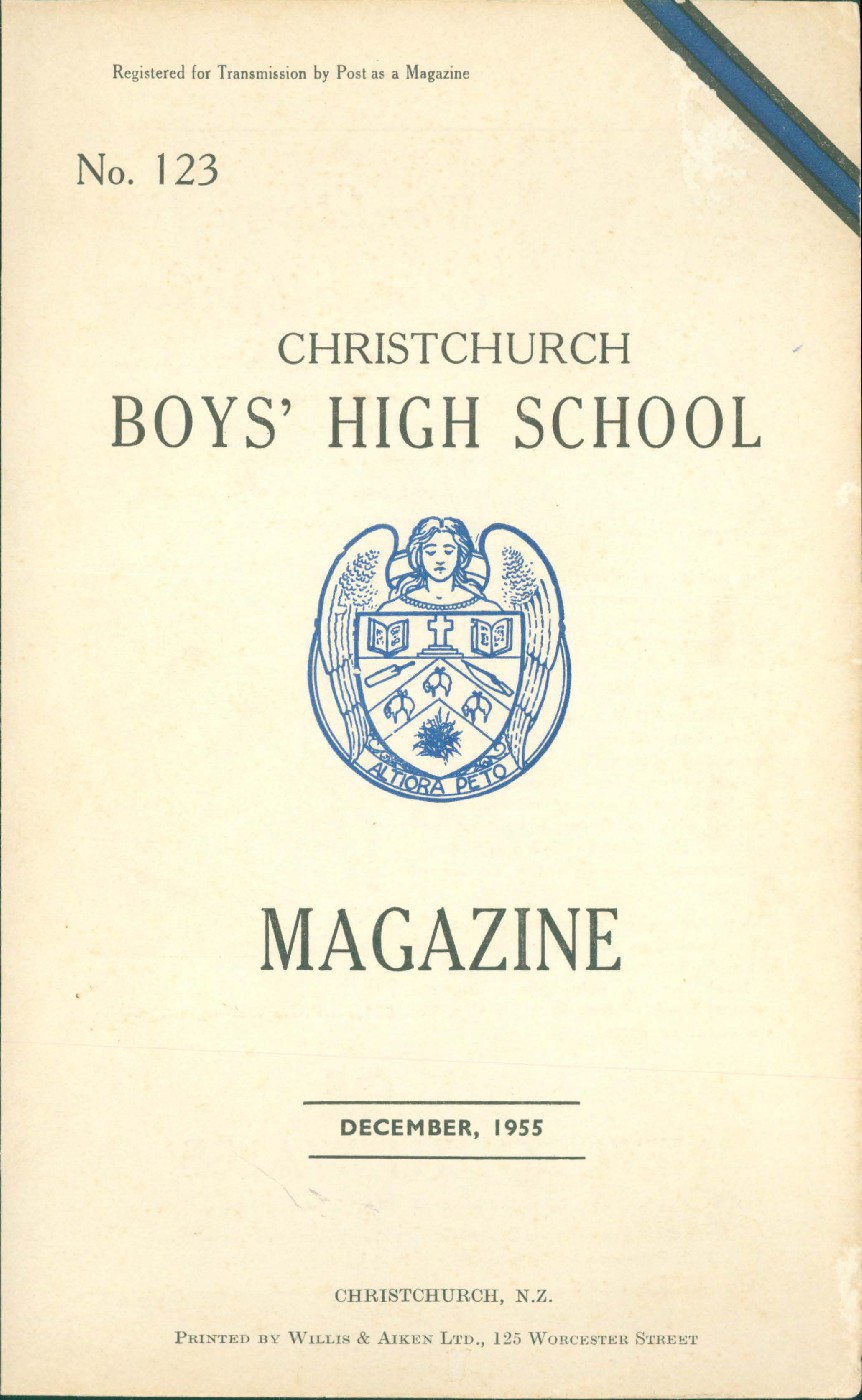 Registered for Transmission by Post as a Magazine
No. 123
CHRISTCHURCH
BOYS' HIGH SCHOOL
ALTIORA PETO
MAGAZINE
DECEMBER, 1955
CHRISTCHURCH, N.Z.
PRINTED BY WILLIS & AIKEN LTD., 125 WORCESTER STREET